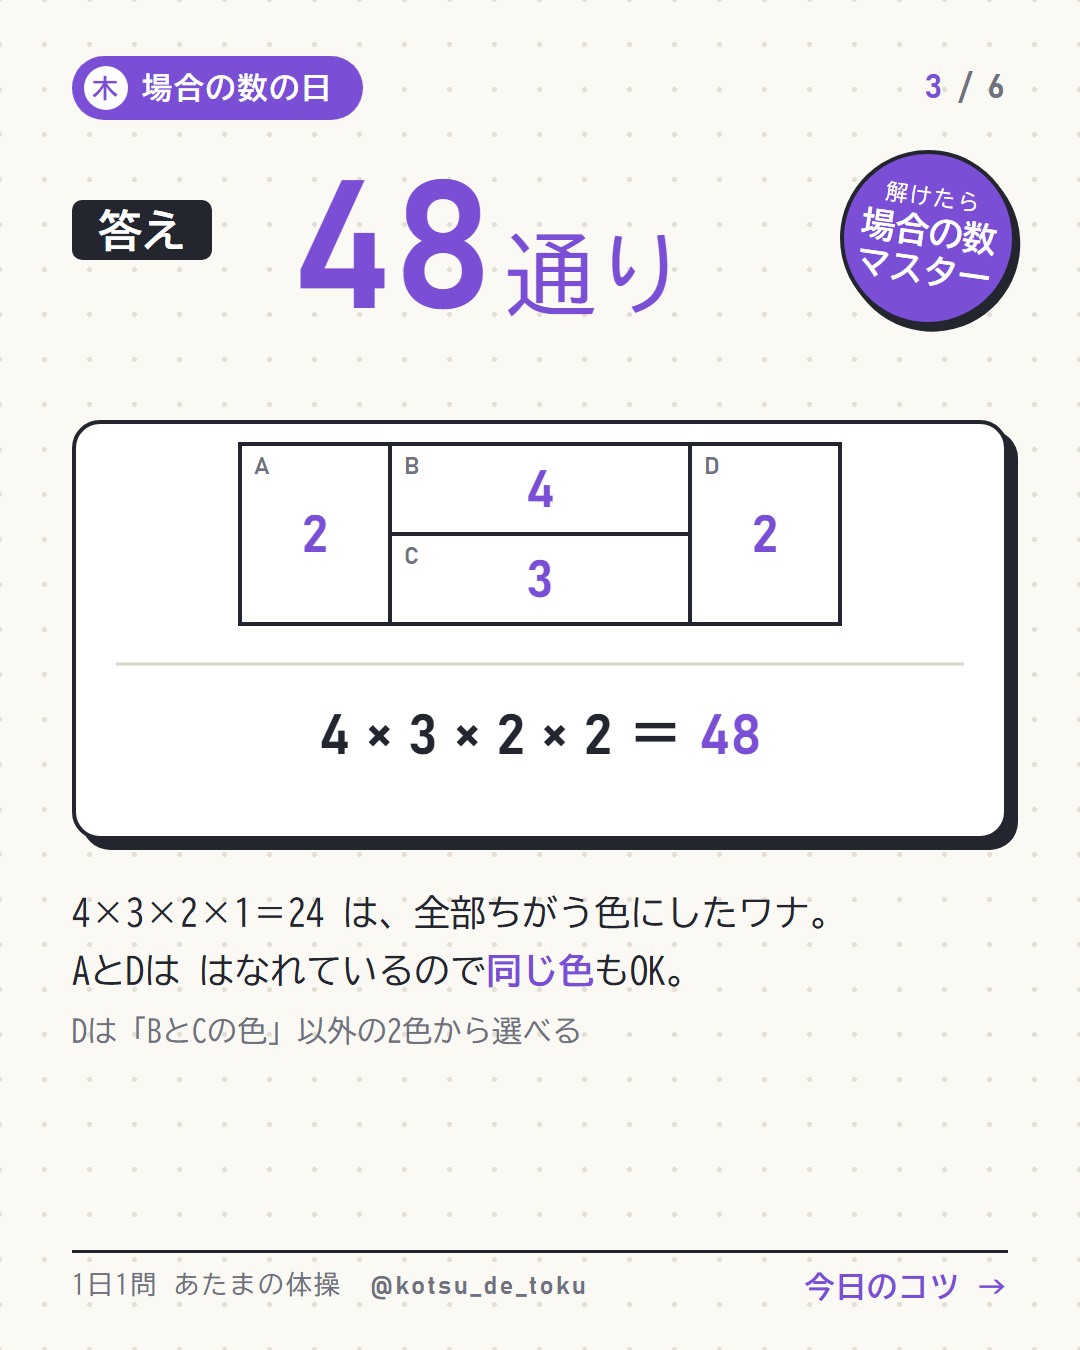 木 場合の数の日
3 / 6
答え
48通り
解けたら
場合の数
マスター
A
2
B
4
C
3
D
2
4 × 3 × 2 × 2 = 48
4×3×2×1=24 は、全部ちがう色にしたワナ。
AとDは はなれているので同じ色もOK。
Dは「BとCの色」以外の2色から選べる
1日1問 あたまの体操 @kotsu_de_toku
今日のコツ →